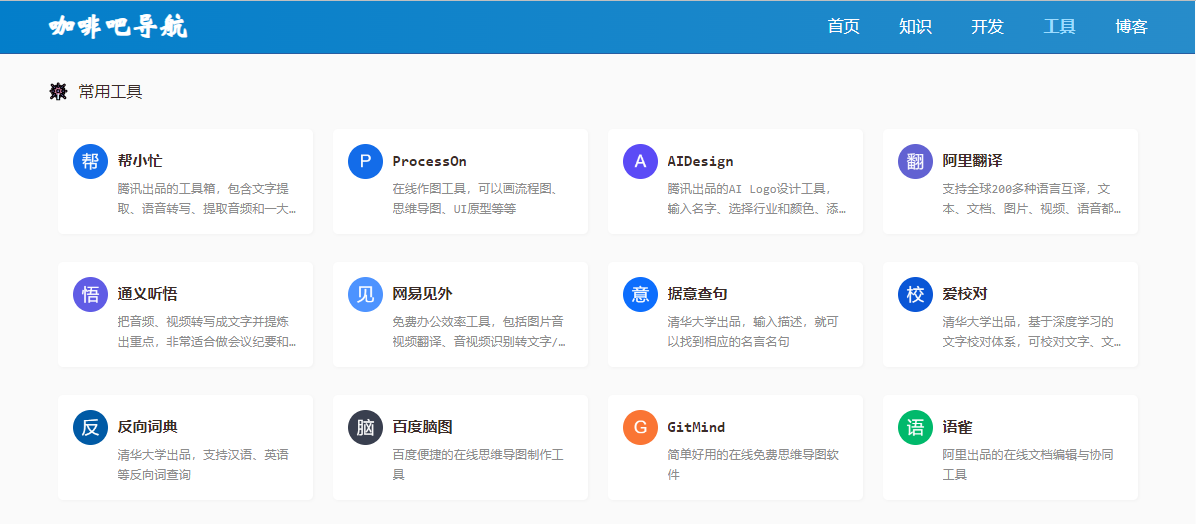 咖啡吧导航
首页 知识 开发 工具 博客
常用工具
帮 帮小忙
腾讯出品的工具箱，包含文字提
取、语音转写、提取音频和一大…
P ProcessOn
在线作图工具，可以画流程图、
思维导图、UI原型等等
A AIDesign
腾讯出品的AI Logo设计工具，
输入名字、选择行业和颜色、添…
翻 阿里翻译
支持全球200多种语言互译，文
本、文档、图片、视频、语音都…
悟 通义听悟
把音频、视频转写成文字并提炼
出重点，非常适合做会议纪要和…
见 网易见外
免费办公效率工具，包括图片音
视频翻译、音视频识别转文字/…
意 据意查句
清华大学出品，输入描述，就可
以找到相应的名言名句
校 爱校对
清华大学出品，基于深度学习的
文字校对体系，可校对文字、文…
反 反向词典
清华大学出品，支持汉语、英语
等反向词查询
脑 百度脑图
百度便捷的在线思维导图制作工
具
G GitMind
简单好用的在线免费思维导图软
件
语 语雀
阿里出品的在线文档编辑与协同
工具